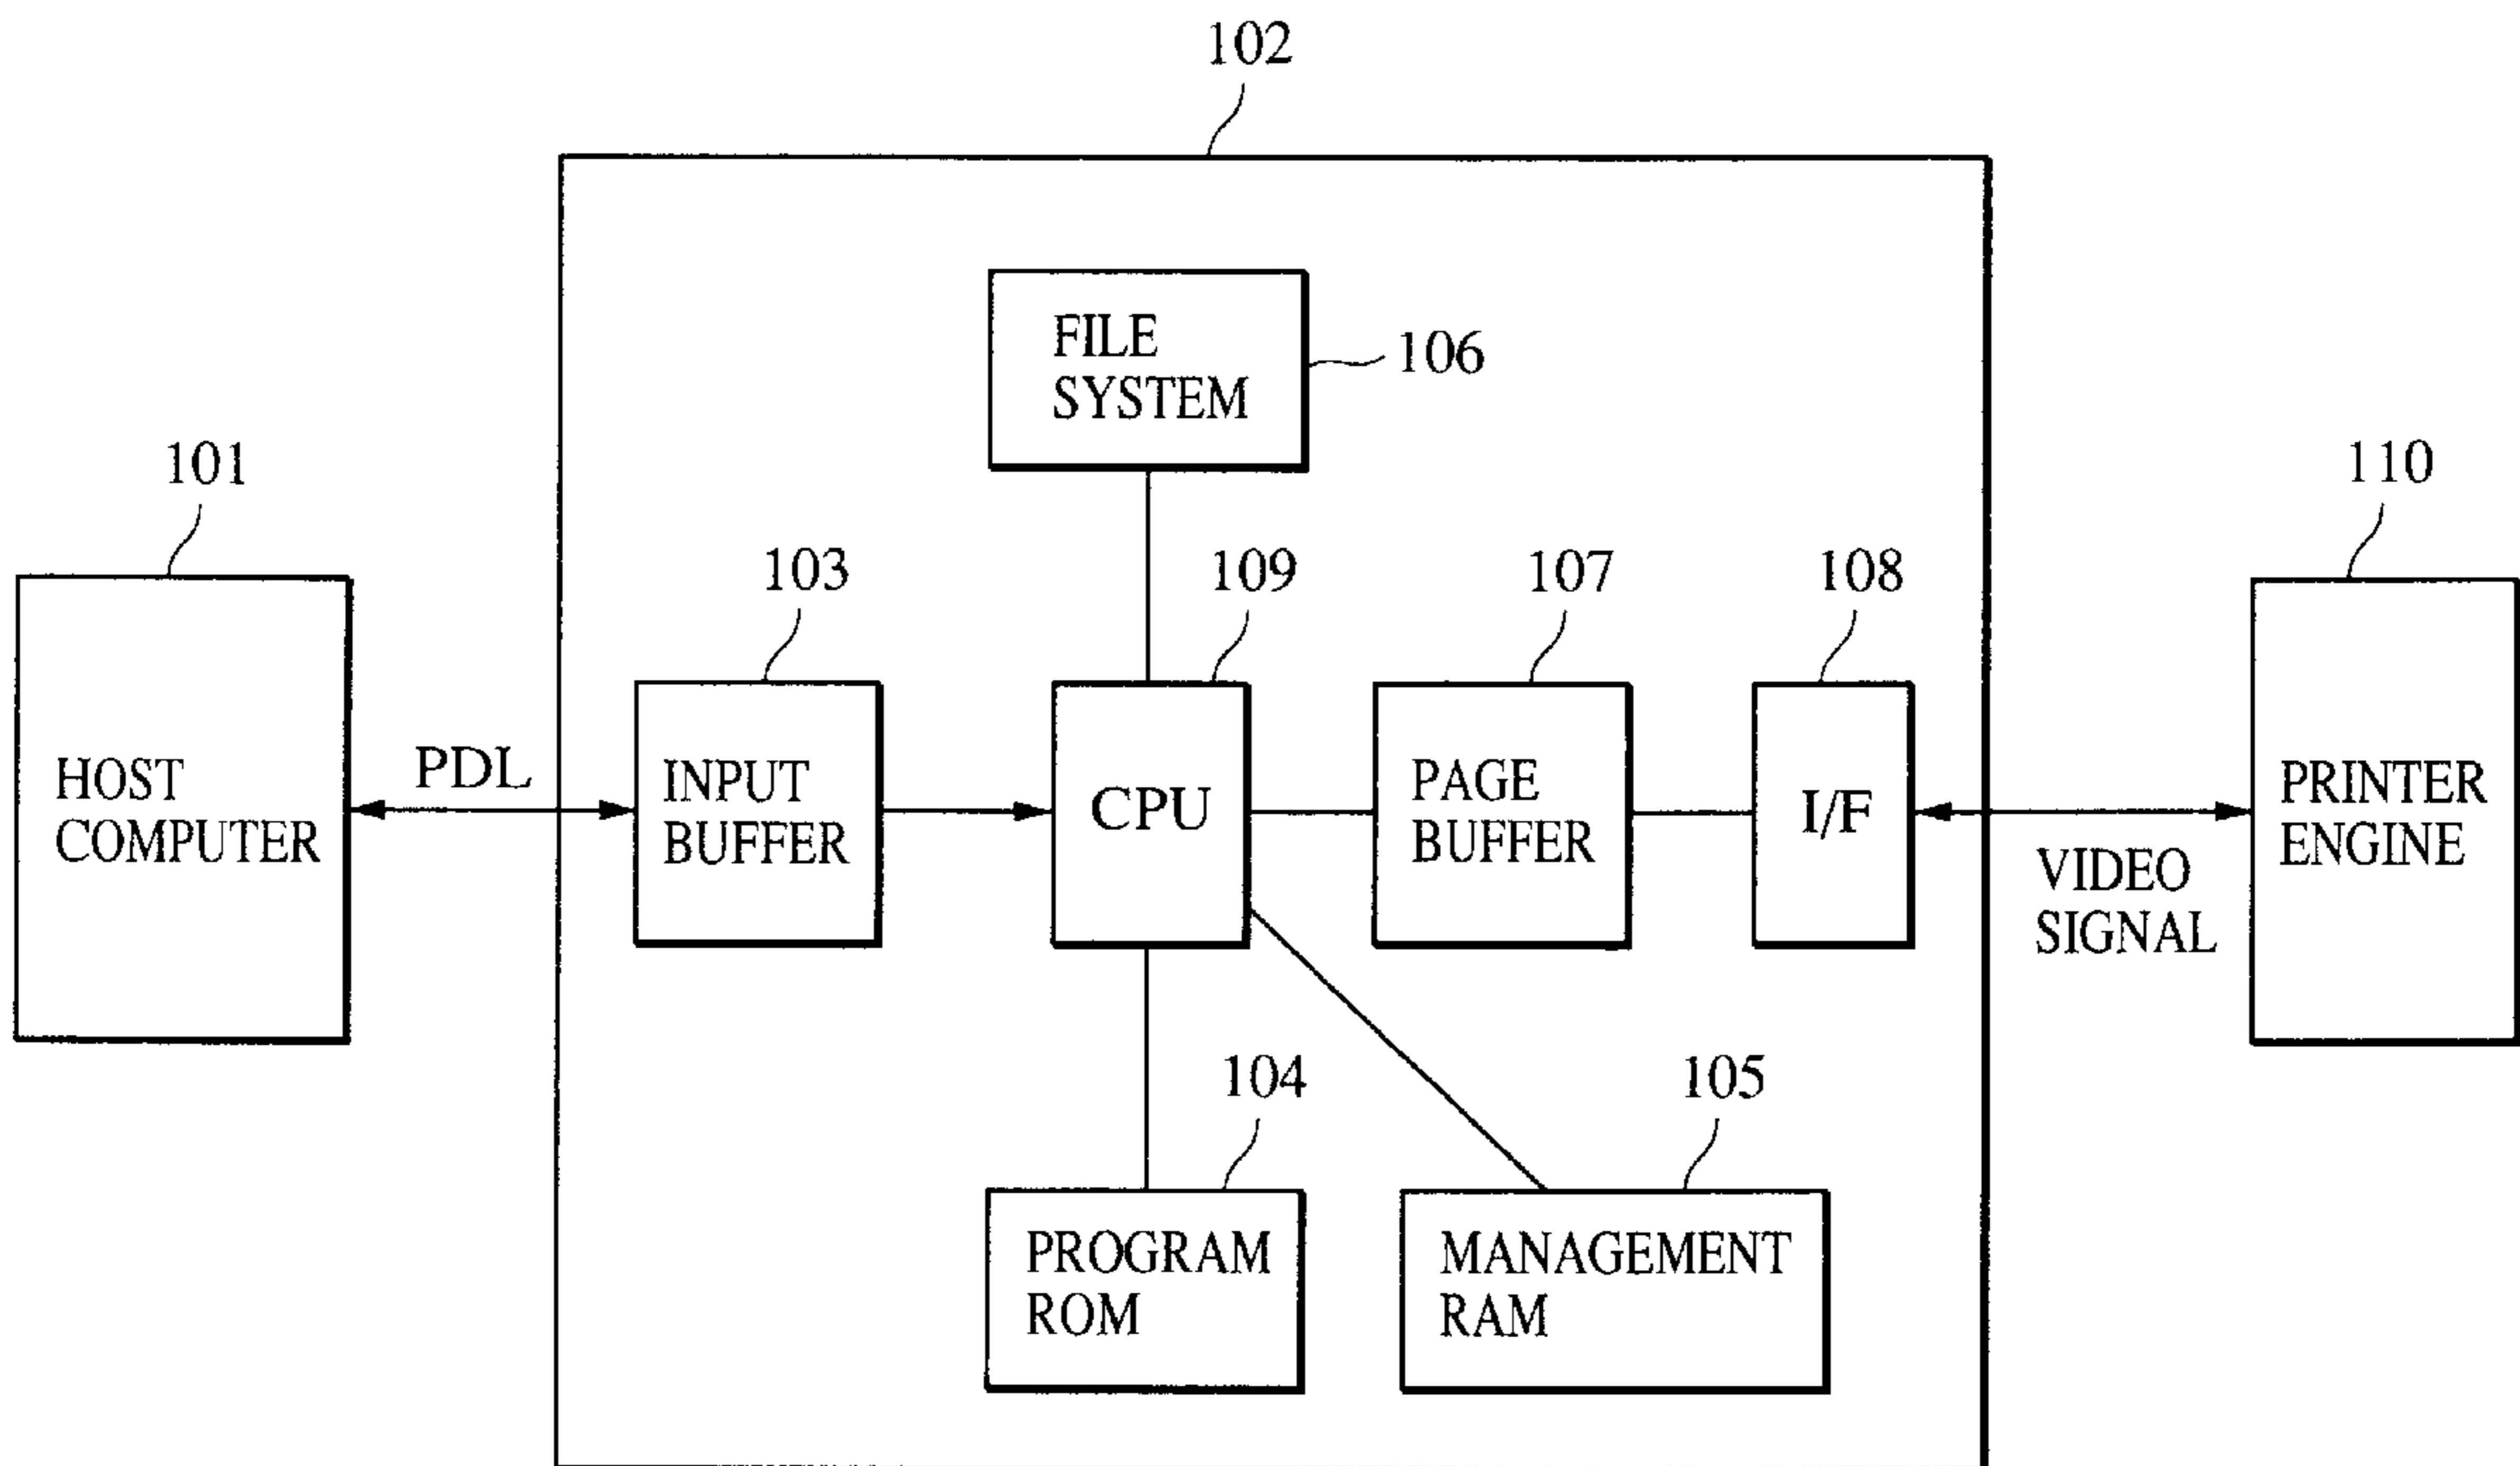 102
FILE
SYSTEM
106
101
110
103
109
107
108
HOST
COMPUTER
PDL
INPUT
BUFFER
CPU
PAGE
BUFFER
I/F
VIDEO
SIGNAL
PRINTER
ENGINE
104
105
PROGRAM
ROM
MANAGEMENT
RAM